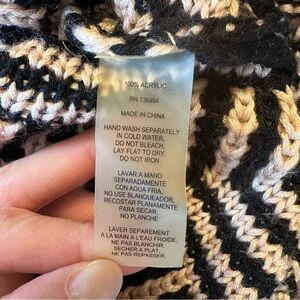 100% ACRYLIC
RN 136994
MADE IN CHINA
HAND WASH SEPARATELY
IN COLD WATER,
DO NOT BLEACH,
LAY FLAT TO DRY,
DO NOT IRON
LAVAR A MANO
SEPARADAMENTE
CON AGUA FRIA,
NO USE BLANQUEADOR,
RECOSTAR PLANAMENTE
PARA SECAR,
NO PLANCHE
LAVER SEPAREMENT
À LA MAIN A L'EAU FROIDE,
NE PAS BLANCHIR,
SECHER A PLAT,
NE PAS REPASSER